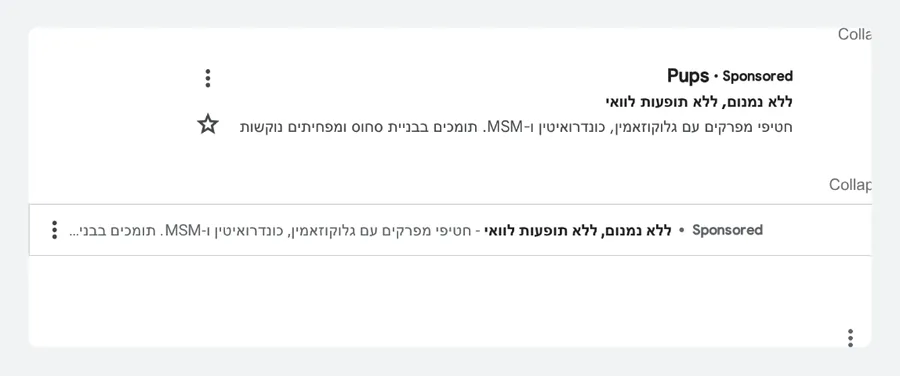 Colla
Pups · Sponsored
ללא נמנום, ללא תופעות לוואי
חטיפי מפרקים עם גלוקוזאמין, כונדרואיטין ו-MSM. תומכים בבניית סחוס ומפחיתים נוקשות
Collap
Sponsored • ללא נמנום, ללא תופעות לוואי - חטיפי מפרקים עם גלוקוזאמין, כונדרואיטין ו-MSM. תומכים בבני...